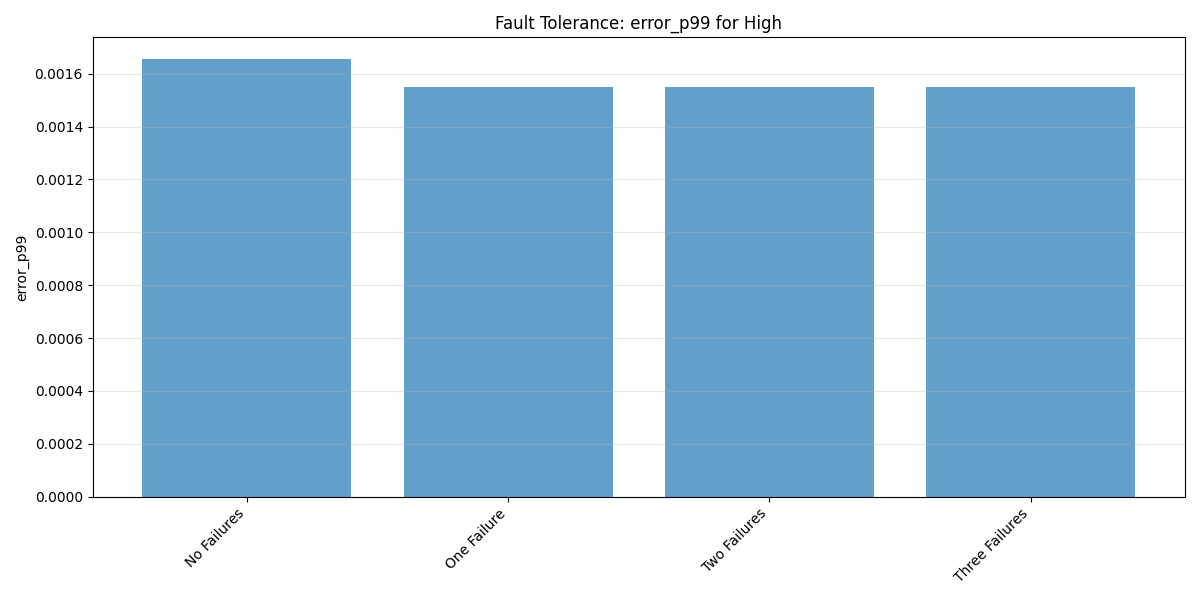 Fault Tolerance: error_p99 for High
error_p99
0.0016
0.0014
0.0012
0.0010
0.0008
0.0006
0.0004
0.0002
0.0000
No Failures
One Failure
Two Failures
Three Failures